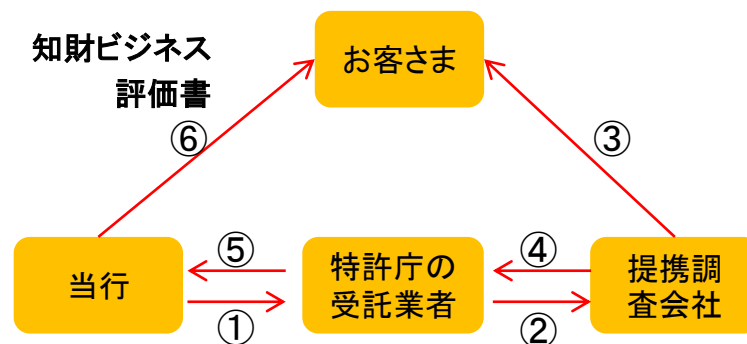 知財ビジネス
評価書
お客さま
⑥
③
当行
⑤
①
特許庁の
受託業者
④
②
提携調
査会社